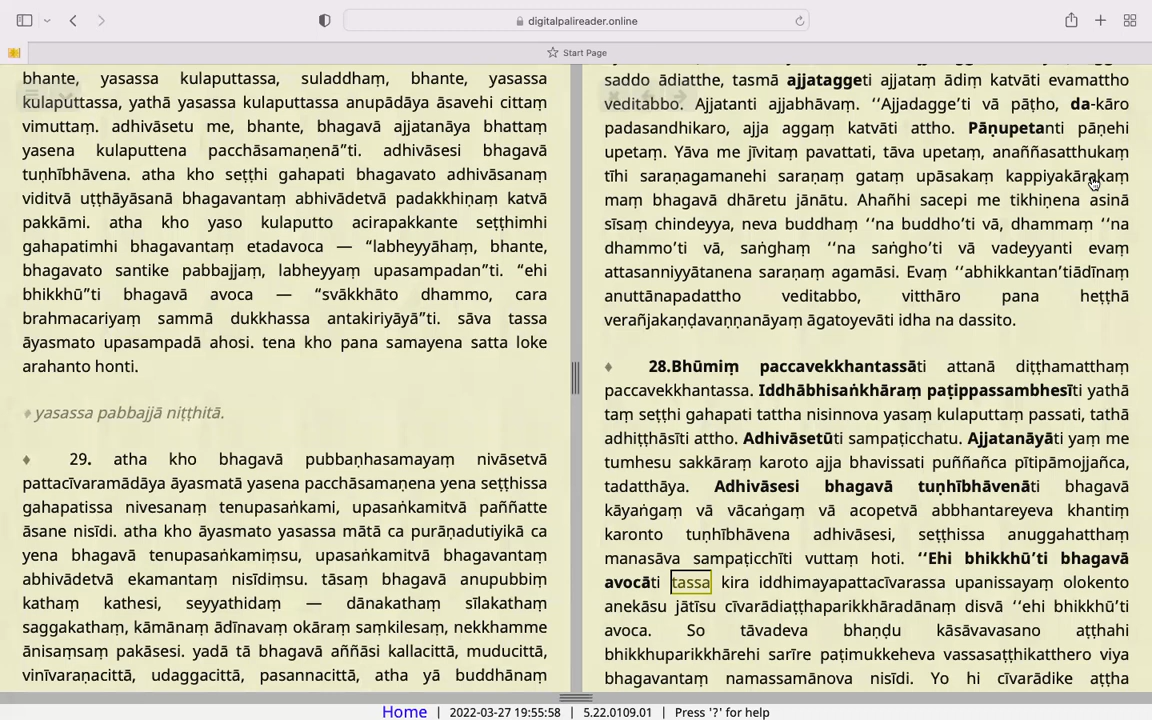 digitalpalireader.online
Start Page
bhante, yasassa kulaputtassa, suladdhaṃ, bhante, yasassa
kulaputtassa, yathā yasassa kulaputtassa anupādāya āsavehi cittaṃ
vimuttaṃ. adhivāsetu me, bhante, bhagavā ajjatanāya bhattaṃ
yasena kulaputtena pacchāsamaṇenā”ti. adhivāsesi bhagavā
tuṇhībhāvena. atha kho seṭṭhi gahapati bhagavato adhivāsanaṃ
viditvā uṭṭhāyāsanā bhagavantaṃ abhivādetvā padakkhiṇaṃ katvā
pakkāmi. atha kho yaso kulaputto acirapakkante seṭṭhimhi
gahapatimhi bhagavantaṃ etadavoca — “labheyyāhaṃ, bhante,
bhagavato santike pabbajjaṃ, labheyyaṃ upasampadan”ti. “ehi
bhikkhū”ti bhagavā avoca — “svākkhāto dhammo, cara
brahmacariyaṃ sammā dukkhassa antakiriyāyā”ti. sāva tassa
āyasmato upasampadā ahosi. tena kho pana samayena satta loke
arahanto honti.
yasassa pabbajjā niṭṭhitā.
29. atha kho bhagavā pubbaṇhasamayaṃ nivāsetvā
pattacīvaramādāya āyasmatā yasena pacchāsamaṇena yena seṭṭhissa
gahapatissa nivesanaṃ tenupasaṅkami, upasaṅkamitvā paññatte
āsane nisīdi. atha kho āyasmato yassasa mātā ca purāṇadutiyikā ca
yena bhagavā tenupasaṅkamiṃsu, upasaṅkamitvā bhagavantaṃ
abhivādetvā ekamantaṃ nisīdiṃsu. tāsaṃ bhagavā anupubbiṃ
kathaṃ kathesi, seyyathidaṃ — dānakathaṃ sīlakathaṃ
saggakathaṃ, kāmānaṃ ādīnavaṃ okāraṃ saṃkilesaṃ, nekkhamme
ānisaṃsaṃ pakāsesi. yadā tā bhagavā aññāsi kallacittā, muducittā,
vinīvaraṇacittā, udaggacittā, pasannacittā, atha yā buddhānaṃ
saddo ādiatthe, tasmā ajjataggeti ajjataṃ ādiṃ katvāti evamattho
veditabbo. Ajjatanti ajjabhāvaṃ. ‘‘Ajjadagge’ti vā pāṭho, da-kāro
padasandhikaro, ajja aggaṃ katvāti attho. Pāṇupetanti pāṇehi
upetaṃ. Yāva me jīvitaṃ pavattati, tāva upetaṃ, anaññasatthukaṃ
tīhi saraṇagamanehi saraṇaṃ gataṃ upāsakaṃ kappiyakārakaṃ
maṃ bhagavā dhāretu jānātu. Ahañhi sacepi me tikhiṇena asinā
sīsaṃ chindeyya, neva buddhaṃ ‘‘na buddho’ti vā, dhammaṃ ‘‘na
dhammo’ti vā, saṅghaṃ ‘‘na saṅgho’ti vā vadeyyanti evaṃ
attasanniyyātanena saraṇaṃ agamāsi. Evaṃ ‘‘abhikkantan’tiādīnaṃ
anuttānapadattho veditabbo, vitthāro pana heṭṭhā
verañjakaṇḍavaṇṇanāyaṃ āgatoyevāti idha na dassito.
28.Bhūmiṃ paccavekkhantassāti attanā diṭṭhamatthaṃ
paccavekkhantassa. Iddhābhisaṅkhāraṃ paṭippassambhesīti yathā
taṃ seṭṭhi gahapati tattha nisinnova yasaṃ kulaputtaṃ passati, tathā
adhiṭṭhāsīti attho. Adhivāsetūti sampaṭicchatu. Ajjatanāyāti yaṃ me
tumhesu sakkāraṃ karoto ajja bhavissati puññañca pītipāmojjañca,
tadatthāya. Adhivāsesi bhagavā tuṇhībhāvenāti bhagavā
kāyaṅgaṃ vā vācaṅgaṃ vā acopetvā abbhantareyeva khantiṃ
karonto tuṇhībhāvena adhivāsesi, seṭṭhissa anuggahatthaṃ
manasāva sampaṭicchīti vuttaṃ hoti. ‘‘Ehi bhikkhū’ti bhagavā
avocāti tassa kira iddhimayapattacīvarassa upanissayaṃ olokento
anekāsu jātīsu cīvarādiaṭṭhaparikkhāradānaṃ disvā ‘‘ehi bhikkhū’ti
avoca. So tāvadeva bhaṇḍu kāsāvavasano aṭṭhahi
bhikkhuparikkhārehi sarīre paṭimukkeheva vassasaṭṭhikatthero viya
bhagavantaṃ namassamānova nisīdi. Yo hi cīvarādike aṭṭha
Home | 2022-03-27 19:55:58 | 5.22.0109.01 | Press '?' for help